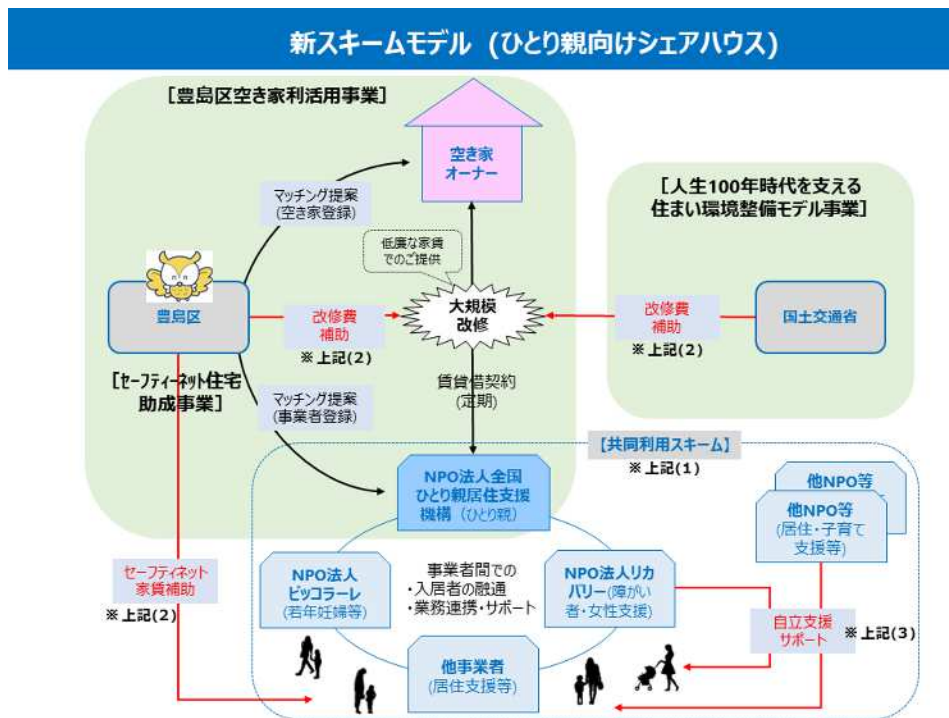 新スキームモデル (ひとり親向けシェアハウス)
[豊島区空き家利活用事業]
空き家
オーナー
マッチング提案
(空き家登録)
[人生100年時代を支える
住まい環境整備モデル事業]
低廉な家賃
でのご提供
豊島区
改修費
補助
※上記(2)
大規模
改修
改修費
補助
※上記(2)
国土交通省
[セーフティーネット住宅
助成事業]
マッチング提案
(事業者登録)
賃貸借契約
(定期)
【共同利用スキーム】
※上記(1)
NPO法人全国
ひとり親居住支援
機構(ひとり親)
他NPO等
他NPO等
(居住・子育て
支援等)
セーフティネット
家賃補助
※上記(2)
NPO法人
ピッコラーレ
(若年妊婦等)
事業者間での
・入居者の融通
・業務連携・サポート
NPO法人リカ
バリー(障がい
者・女性支援)
自立支援
サポート
※上記(3)
他事業者
(居住支援等)